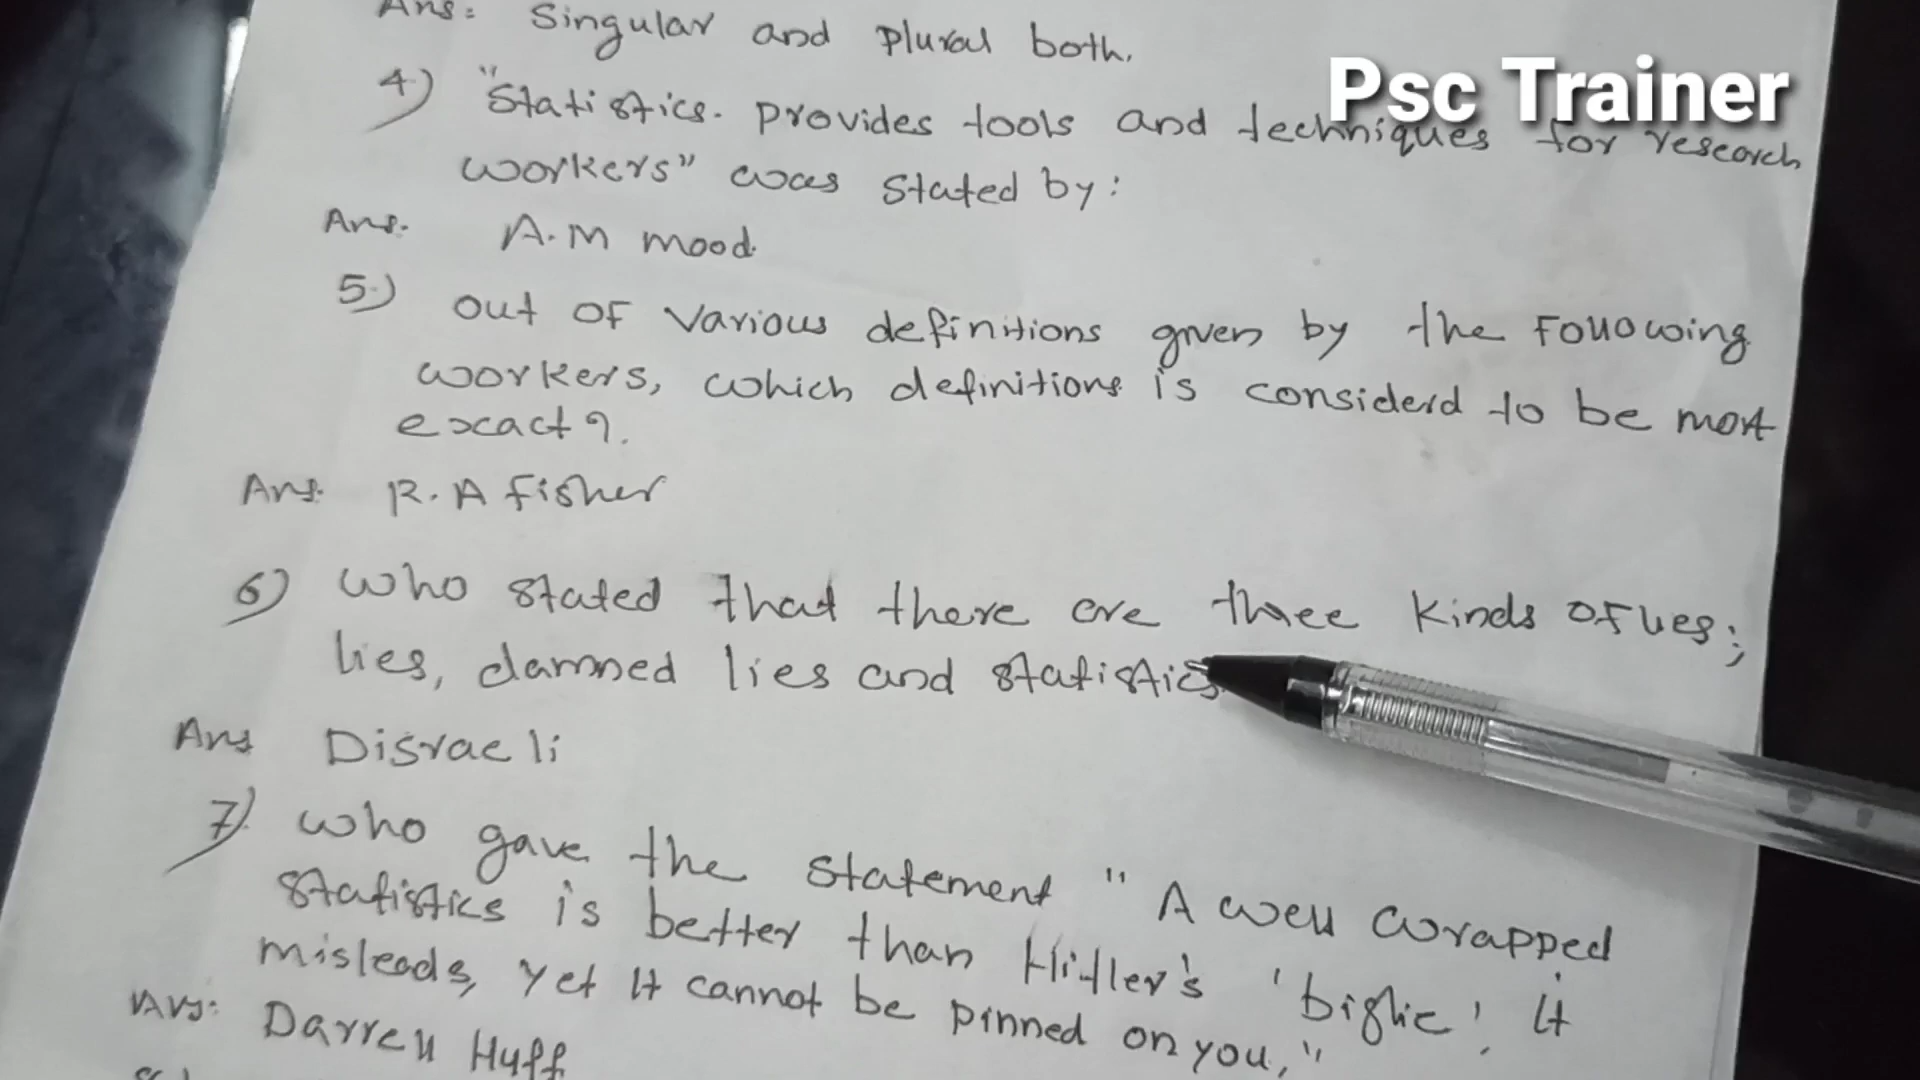 Ans: Singular and plural both.
Psc Trainer
4) "Statistics. provides tools and techniques for research
workers" was stated by:
Ans. A.M mood.
5) out of various definitions given by the following
workers, which definitions is considerd to be most
exact?.
Ans. R.A fisher
6) who stated that there are three kinds of lies;
lies, damned lies and statistics
Ans Disraeli
7) who gave the statement "A well wrapped
statistics is better than Hitler's 'biglie'. it
misleads, yet it cannot be pinned on you,"
Ans: Darrell Huff